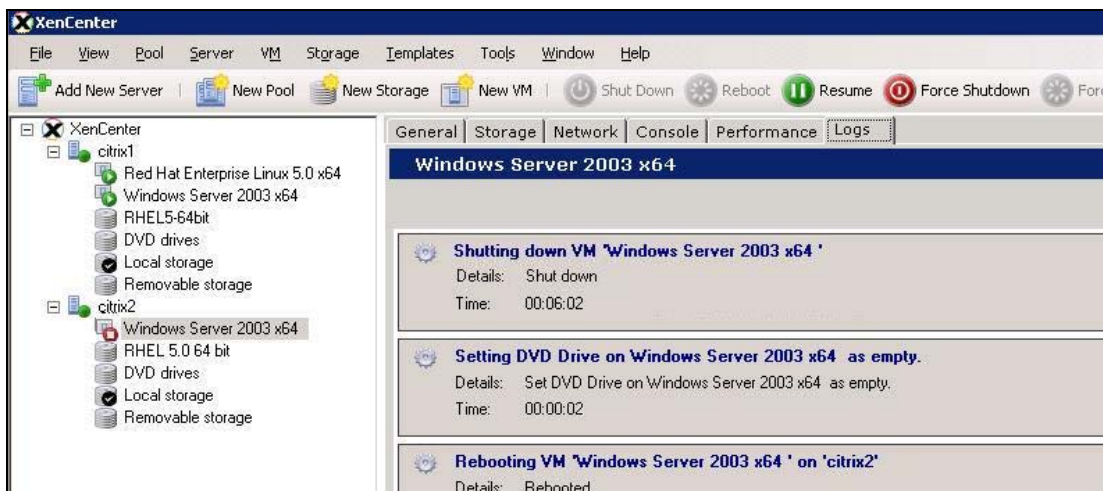 XenCenter
File View Pool Server VM Storage Templates Tools Window Help
Add New Server New Pool New Storage New VM Shut Down Reboot Resume Force Shutdown
XenCenter
citrix1
Red Hat Enterprise Linux 5.0 x64
Windows Server 2003 x64
RHEL5-64bit
DVD drives
Local storage
Removable storage
citrix2
Windows Server 2003 x64
RHEL 5.0 64 bit
DVD drives
Local storage
Removable storage
General Storage Network Console Performance Logs
Windows Server 2003 x64
Shutting down VM 'Windows Server 2003 x64 '
Details: Shut down
Time: 00:06:02
Setting DVD Drive on Windows Server 2003 x64 as empty.
Details: Set DVD Drive on Windows Server 2003 x64 as empty.
Time: 00:00:02
Rebooting VM 'Windows Server 2003 x64 ' on 'citrix2'
Details: Rebooted